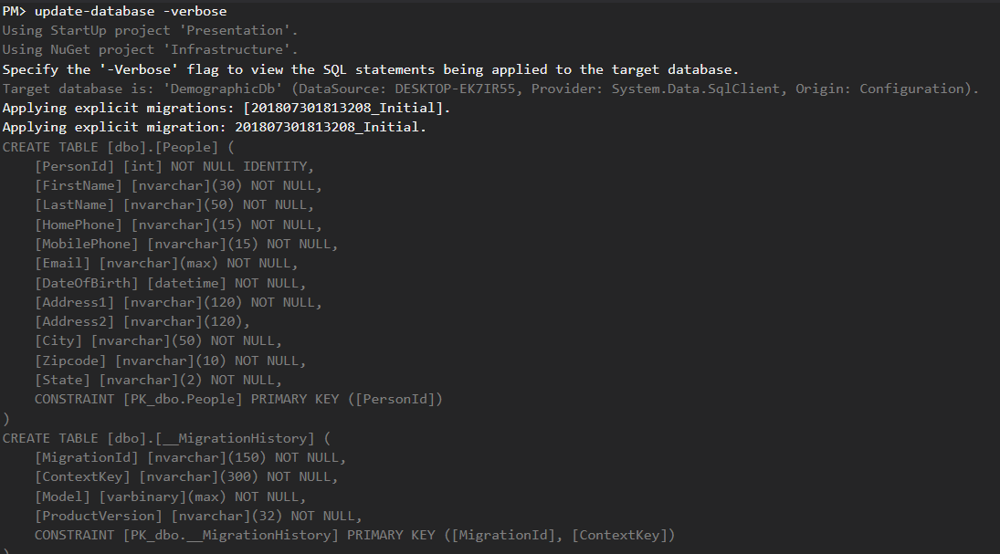 PM> update-database -verbose
Using StartUp project 'Presentation'.
Using NuGet project 'Infrastructure'.
Specify the '-Verbose' flag to view the SQL statements being applied to the target database.
Target database is: 'DemographicDb' (DataSource: DESKTOP-EK7IR55, Provider: System.Data.SqlClient, Origin: Configuration).
Applying explicit migrations: [201807301813208_Initial].
Applying explicit migration: 201807301813208_Initial.
CREATE TABLE [dbo].[People] (
    [PersonId] [int] NOT NULL IDENTITY,
    [FirstName] [nvarchar](30) NOT NULL,
    [LastName] [nvarchar](50) NOT NULL,
    [HomePhone] [nvarchar](15) NOT NULL,
    [MobilePhone] [nvarchar](15) NOT NULL,
    [Email] [nvarchar](max) NOT NULL,
    [DateOfBirth] [datetime] NOT NULL,
    [Address1] [nvarchar](120) NOT NULL,
    [Address2] [nvarchar](120),
    [City] [nvarchar](50) NOT NULL,
    [Zipcode] [nvarchar](10) NOT NULL,
    [State] [nvarchar](2) NOT NULL,
    CONSTRAINT [PK_dbo.People] PRIMARY KEY ([PersonId])
)
CREATE TABLE [dbo].[__MigrationHistory] (
    [MigrationId] [nvarchar](150) NOT NULL,
    [ContextKey] [nvarchar](300) NOT NULL,
    [Model] [varbinary](max) NOT NULL,
    [ProductVersion] [nvarchar](32) NOT NULL,
    CONSTRAINT [PK_dbo.__MigrationHistory] PRIMARY KEY ([MigrationId], [ContextKey])
)